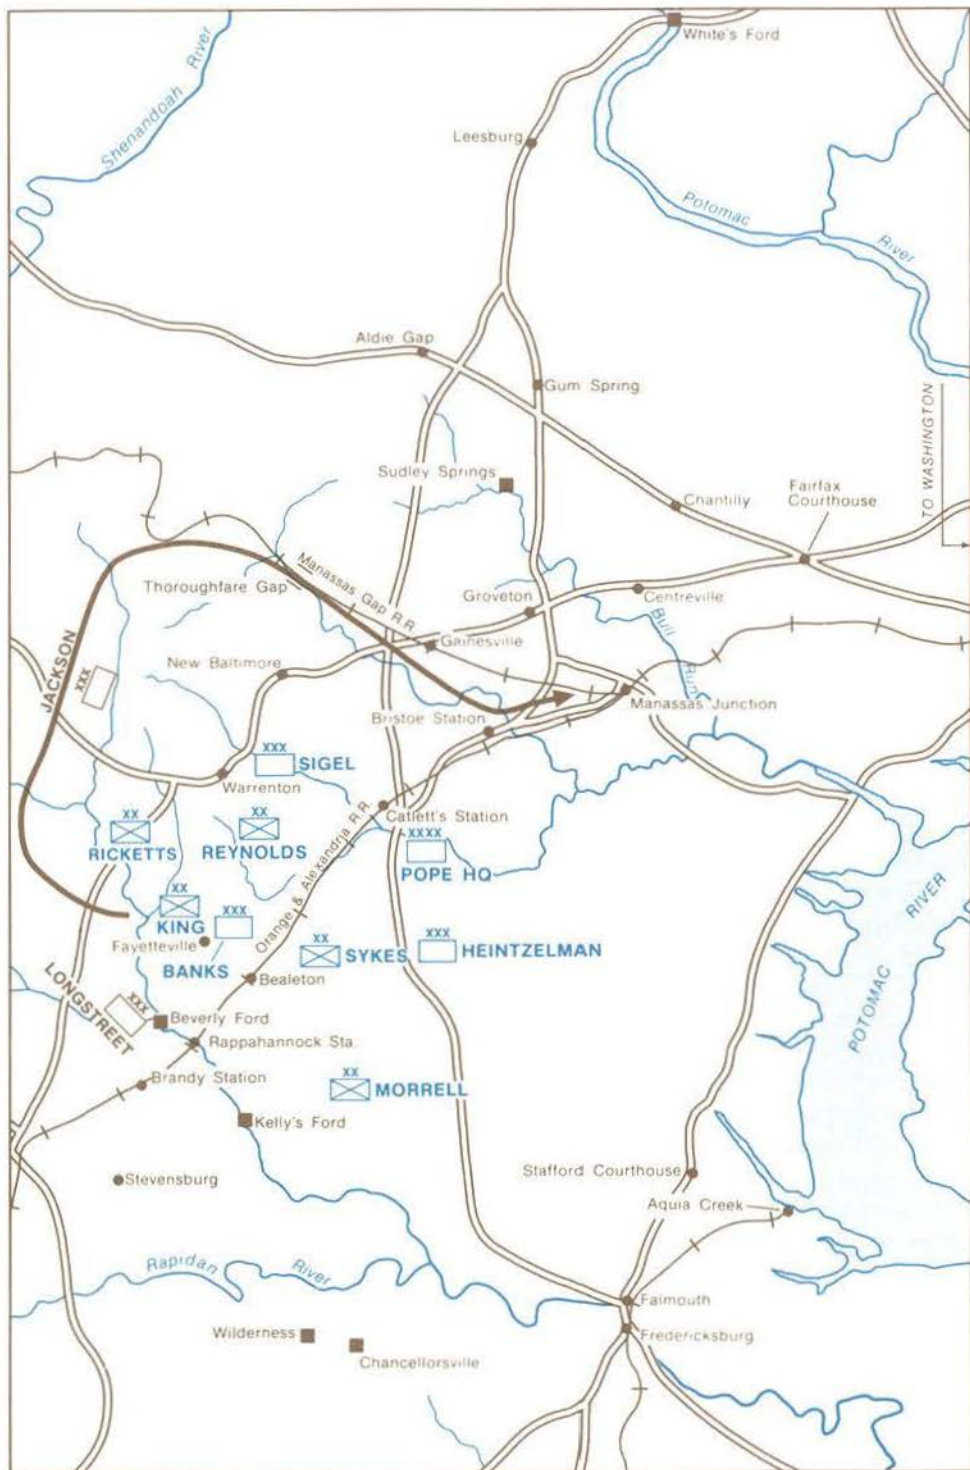 White's Ford
Shenandoah River
Leesburg
Potomac
River
Aldie Gap
Gum Spring
TO WASHINGTON
Sudley Springs
Chantilly
Fairfax
Courthouse
Thoroughfare Gap
Manassas Gap R.R.
Groveton
Centreville
Bull
Run
Gainesville
New Baltimore
JACKSON
XXX
Manassas Junction
Bristoe Station
XXX
SIGEL
Warrenton
XX
RICKETTS
XX
REYNOLDS
Orange & Alexandria R.R.
Catlett's Station
XXXX
POPE HQ
XX
KING
XXX
BANKS
Fayetteville
XX
SYKES
XXX
HEINTZELMAN
POTOMAC
RIVER
Bealeton
LONGSTREET
XXX
Beverly Ford
Rappahannock Sta.
Brandy Station
XX
MORRELL
Kelly's Ford
Stevensburg
Stafford Courthouse
Aquia Creek
Rapidan
River
Falmouth
Fredericksburg
Wilderness
Chancellorsville